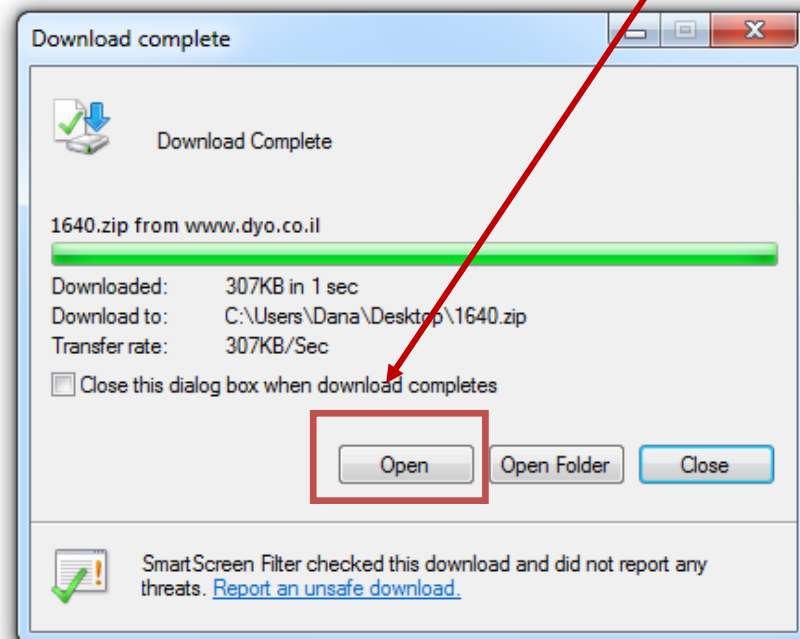 Download complete
Download Complete
1640.zip from www.dyo.co.il
Downloaded: 307KB in 1 sec
Download to: C:\Users\Dana\Desktop\1640.zip
Transfer rate: 307KB/Sec
Close this dialog box when download completes
Open Open Folder Close
SmartScreen Filter checked this download and did not report any
threats. Report an unsafe download.